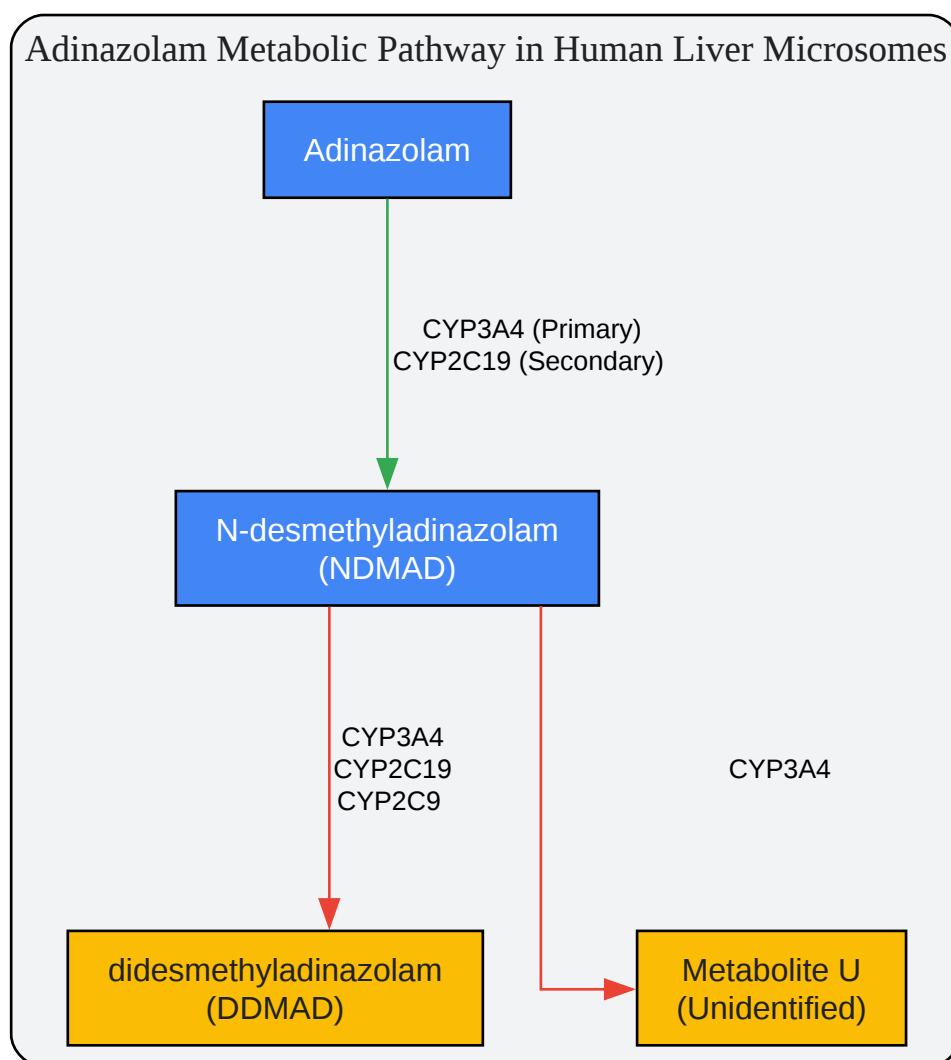 Adinazolam Metabolic Pathway in Human Liver Microsomes
Adinazolam
CYP3A4 (Primary)
CYP2C19 (Secondary)
N-desmethyladinazolam
(NDMAD)
CYP3A4
CYP2C19
CYP2C9
CYP3A4
didesmethyladinazolam
(DDMAD)
Metabolite U
(Unidentified)